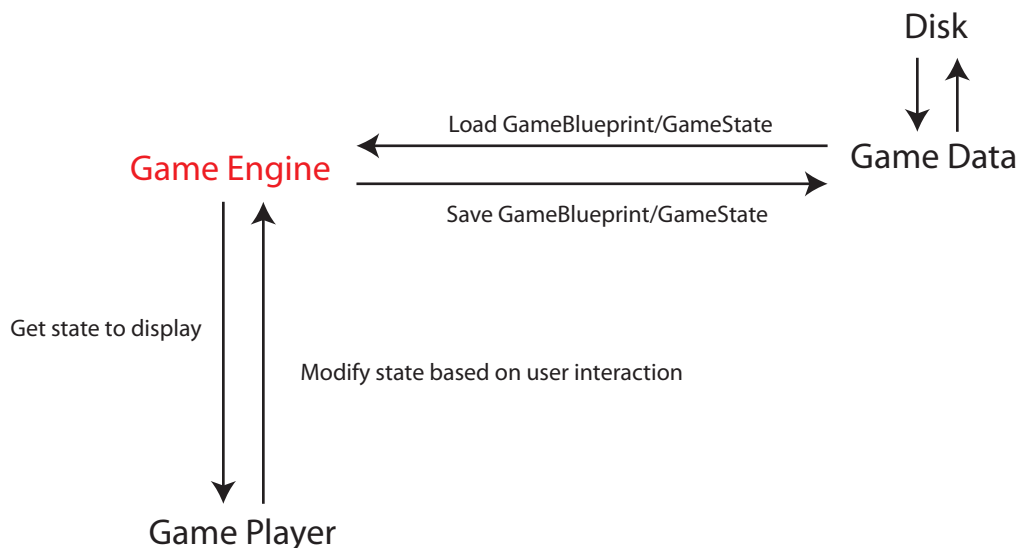 Disk
Load GameBlueprint/GameState
Game Data
Game Engine
Save GameBlueprint/GameState
Get state to display
Modify state based on user interaction
Game Player